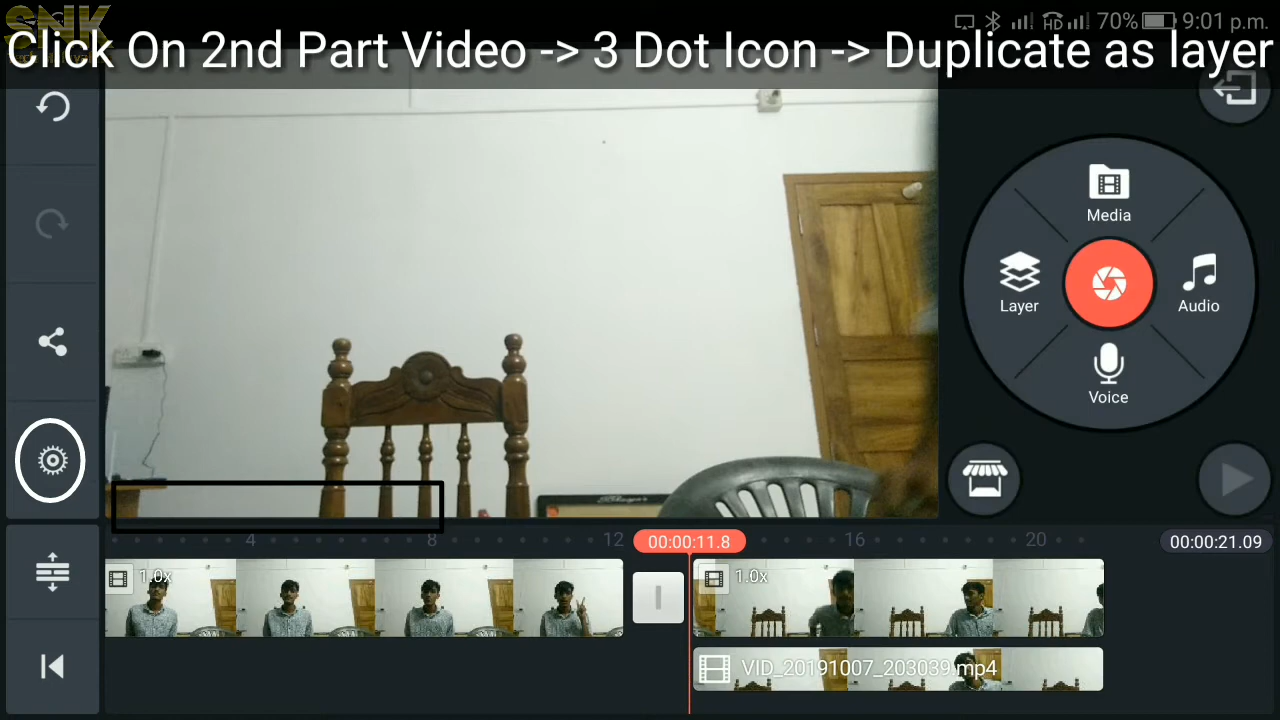 SNK
HD 70% 9:01 p.m.
Click On 2nd Part Video -> 3 Dot Icon -> Duplicate as layer
Media
Layer
Audio
Voice
4 8 12 00:00:11.8 16 20 00:00:21.09
1.0x
1.0x
VID_20191007_203039.mp4